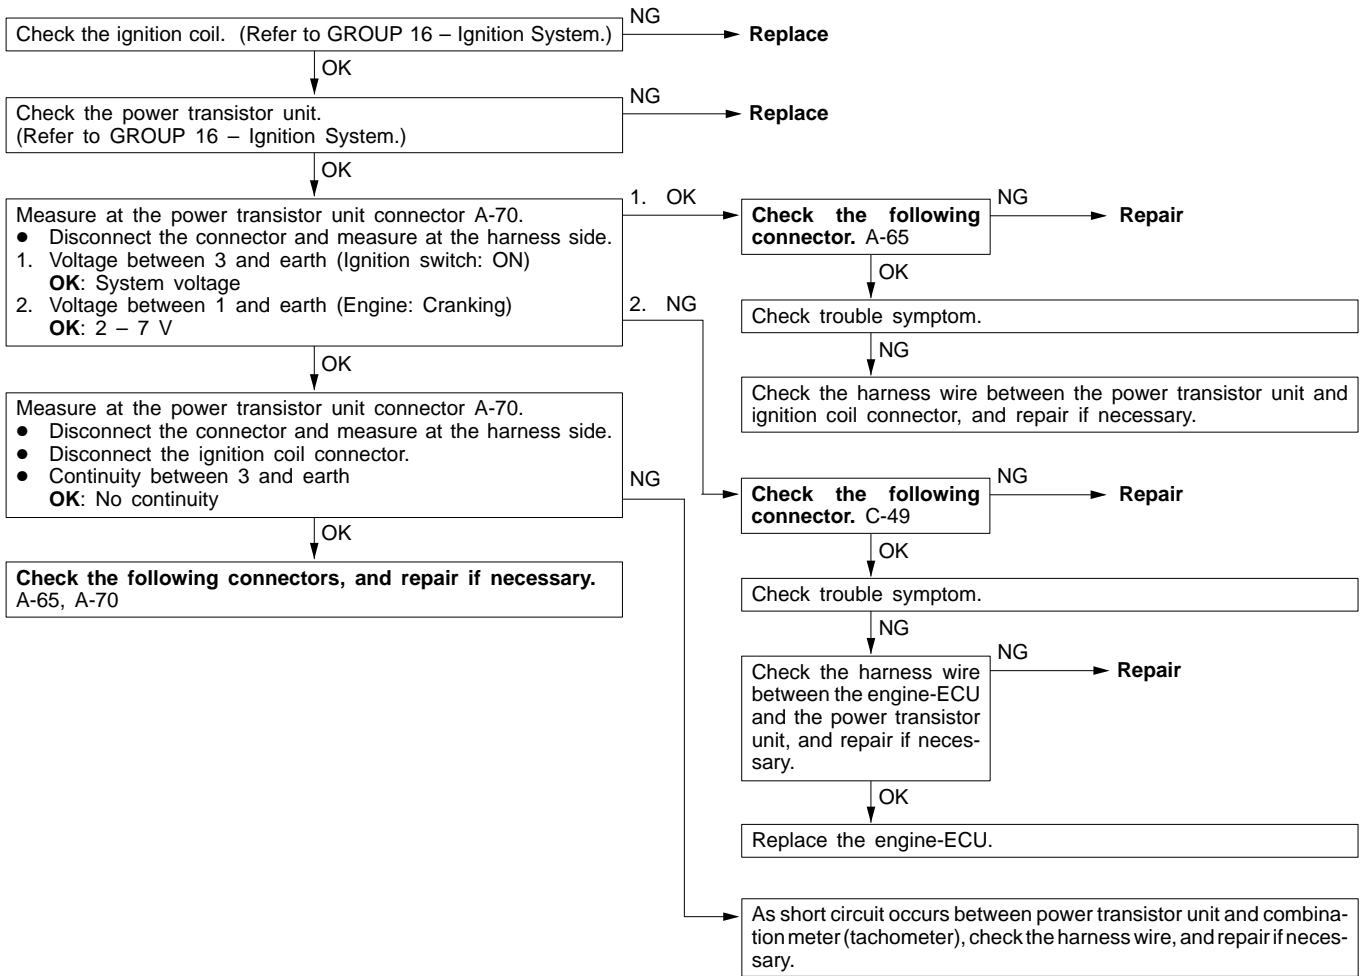 Check the ignition coil. (Refer to GROUP 16 – Ignition System.)
NG
Replace
OK
Check the power transistor unit.
(Refer to GROUP 16 – Ignition System.)
NG
Replace
OK
Measure at the power transistor unit connector A-70.
● Disconnect the connector and measure at the harness side.
1. Voltage between 3 and earth (Ignition switch: ON)
OK: System voltage
2. Voltage between 1 and earth (Engine: Cranking)
OK: 2 – 7 V
1. OK
2. NG
OK
Measure at the power transistor unit connector A-70.
● Disconnect the connector and measure at the harness side.
● Disconnect the ignition coil connector.
● Continuity between 3 and earth
OK: No continuity
NG
OK
Check the following connectors, and repair if necessary.
A-65, A-70
Check the following
connector. A-65
NG
Repair
OK
Check trouble symptom.
NG
Check the harness wire between the power transistor unit and
ignition coil connector, and repair if necessary.
Check the following
connector. C-49
NG
Repair
OK
Check trouble symptom.
NG
Check the harness wire
between the engine-ECU
and the power transistor
unit, and repair if neces-
sary.
NG
Repair
OK
Replace the engine-ECU.
As short circuit occurs between power transistor unit and combina-
tion meter (tachometer), check the harness wire, and repair if neces-
sary.